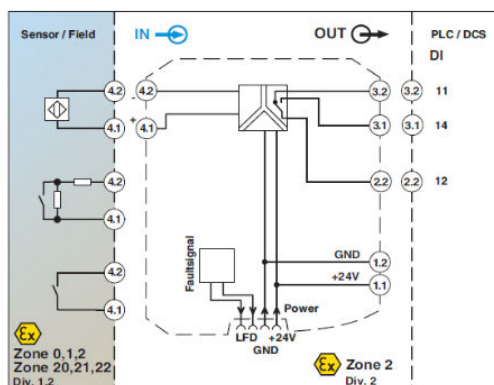 Sensor / Field
IN
OUT
PLC / DCS
DI
4.2
-
4.2
3.2
3.2
11
4.1
+
4.1
3.1
3.1
14
4.2
2.2
2.2
12
4.1
Faultsignal
GND
1.2
4.2
+24V
1.1
4.1
Power
LFD
+24V
GND
Ex
Zone 0,1,2
Zone 20,21,22
Div. 1,2
Ex
Zone 2
Div. 2